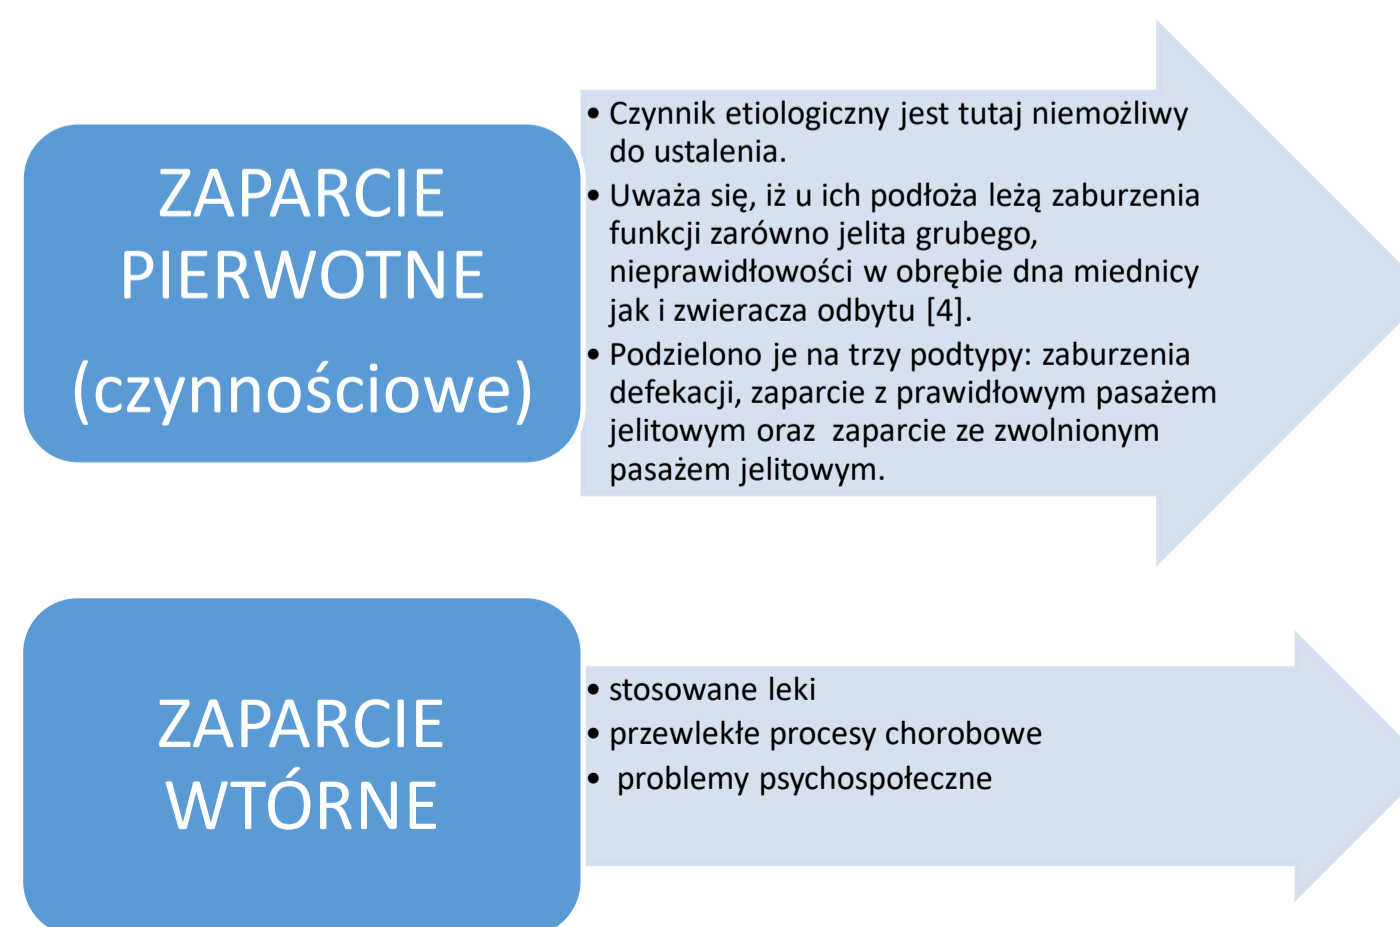 ZAPARCIE
PIERWOTNE
(czynnościowe)
• Czynnik etiologiczny jest tutaj niemożliwy
do ustalenia.
• Uważa się, iż u ich podłoża leżą zaburzenia
funkcji zarówno jelita grubego,
nieprawidłowości w obrębie dna miednicy
jak i zwieracza odbytu [4].
• Podzielono je na trzy podtypy: zaburzenia
defekacji, zaparcie z prawidłowym pasażem
jelitowym oraz  zaparcie ze zwolnionym
pasażem jelitowym.
ZAPARCIE
WTÓRNE
• stosowane leki
• przewlekłe procesy chorobowe
•  problemy psychospołeczne